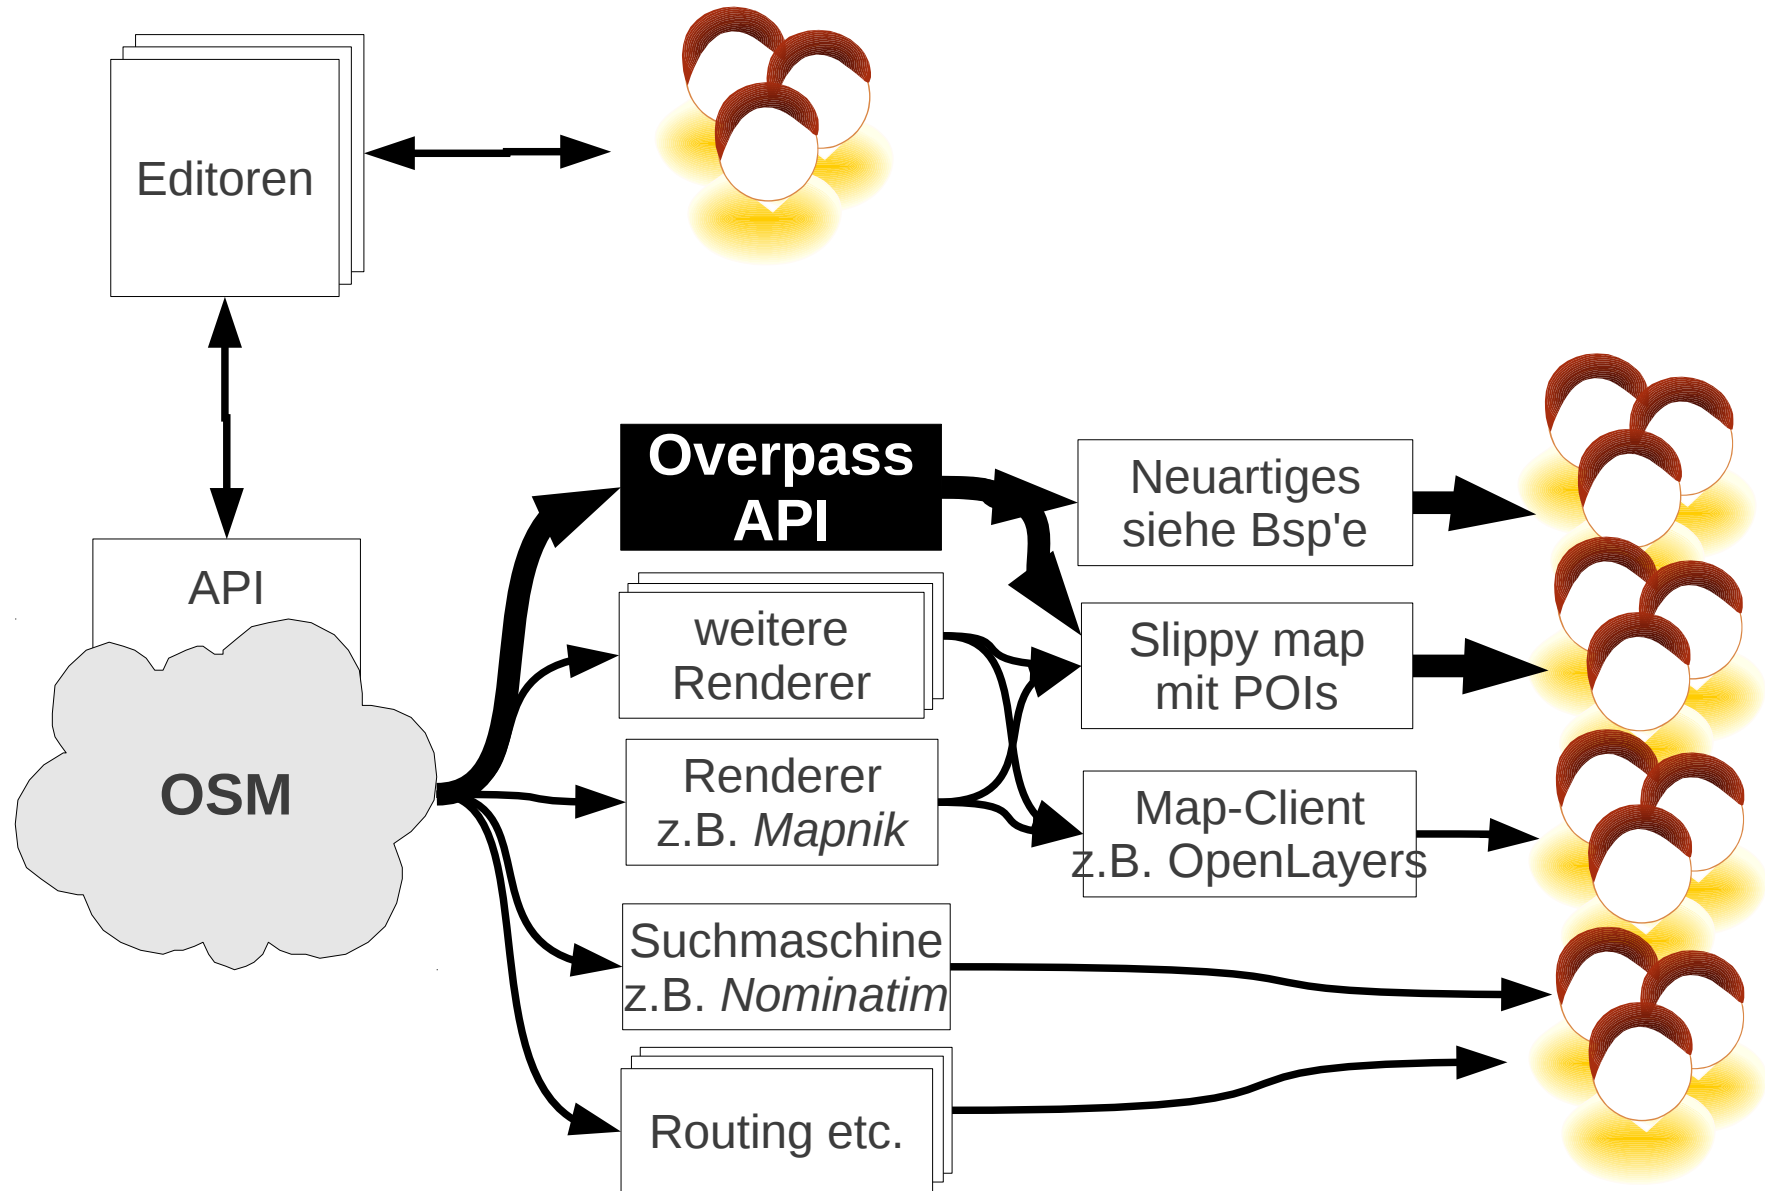 Editoren
API
OSM
Overpass
API
weitere
Renderer
Renderer
z.B. Mapnik
Suchmaschine
z.B. Nominatim
Routing etc.
Neuartiges
siehe Bsp'e
Slippy map
mit POIs
Map-Client
z.B. OpenLayers